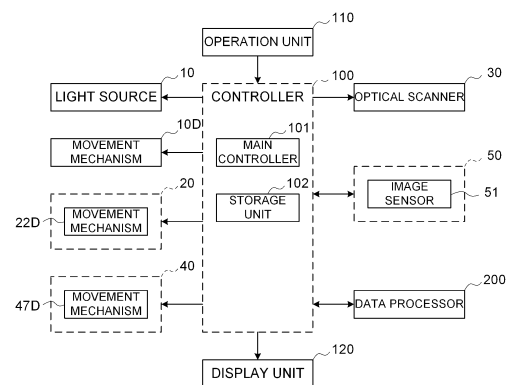 110
OPERATION UNIT
10
100
30
LIGHT SOURCE
CONTROLLER
OPTICAL SCANNER
10D
101
MOVEMENT
MECHANISM
MAIN
CONTROLLER
50
20
102
IMAGE
SENSOR
51
22D
MOVEMENT
MECHANISM
STORAGE
UNIT
40
200
47D
MOVEMENT
MECHANISM
DATA PROCESSOR
120
DISPLAY UNIT